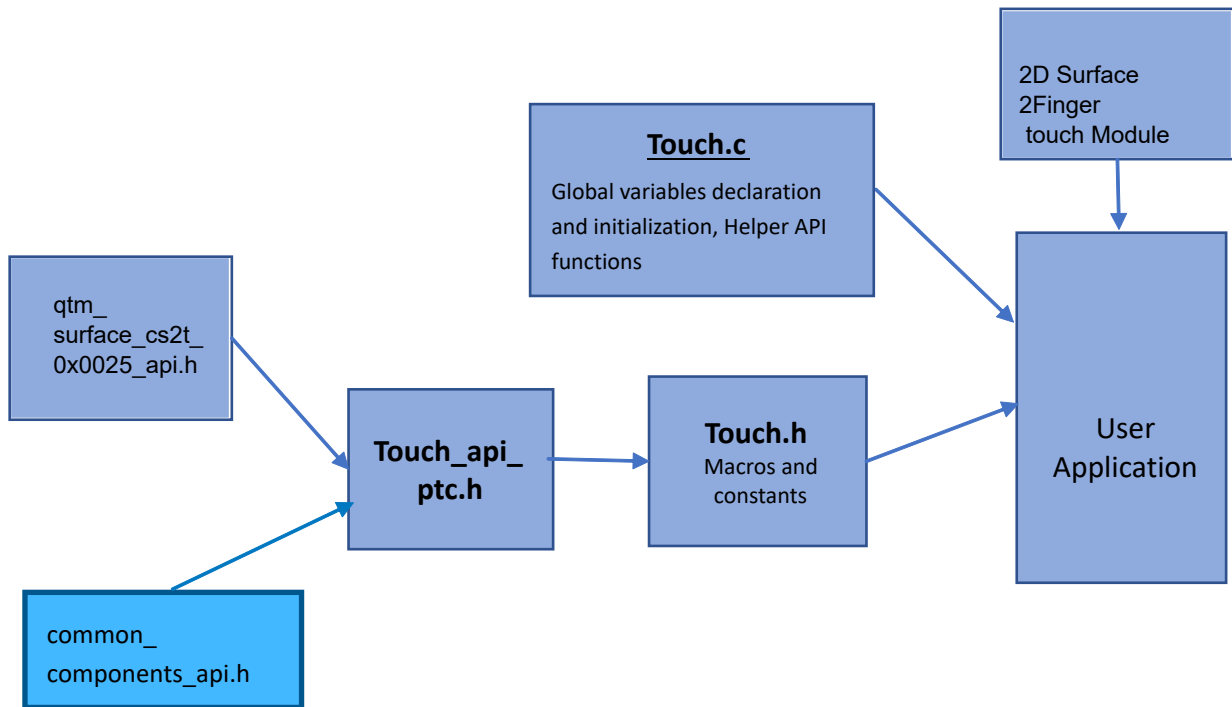 2D Surface
2Finger
touch Module
Touch.c
Global variables declaration
and initialization, Helper API
functions
qtm_
surface_cs2t_
0x0025_api.h
Touch_api_
ptc.h
Touch.h
Macros and
constants
User
Application
common_
components_api.h